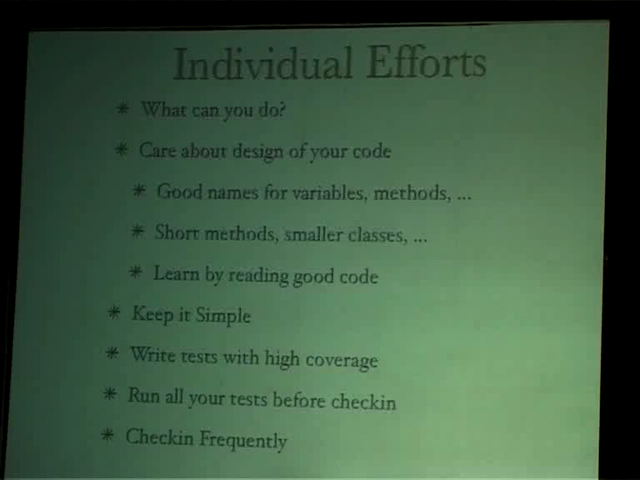 Individual Efforts
* What can you do?
* Care about design of your code
* Good names for variables, methods, ...
* Short methods, smaller classes, ...
* Learn by reading good code
* Keep it Simple
* Write tests with high coverage
* Run all your tests before checkin
* Checkin Frequently